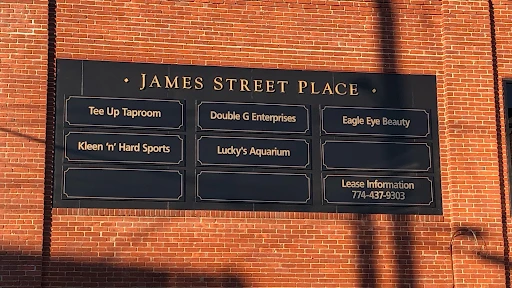 · JAMES STREET PLACE ·
Tee Up Taproom
Double G Enterprises
Eagle Eye Beauty
Kleen 'n' Hard Sports
Lucky's Aquarium
Lease Information
774-437-9303